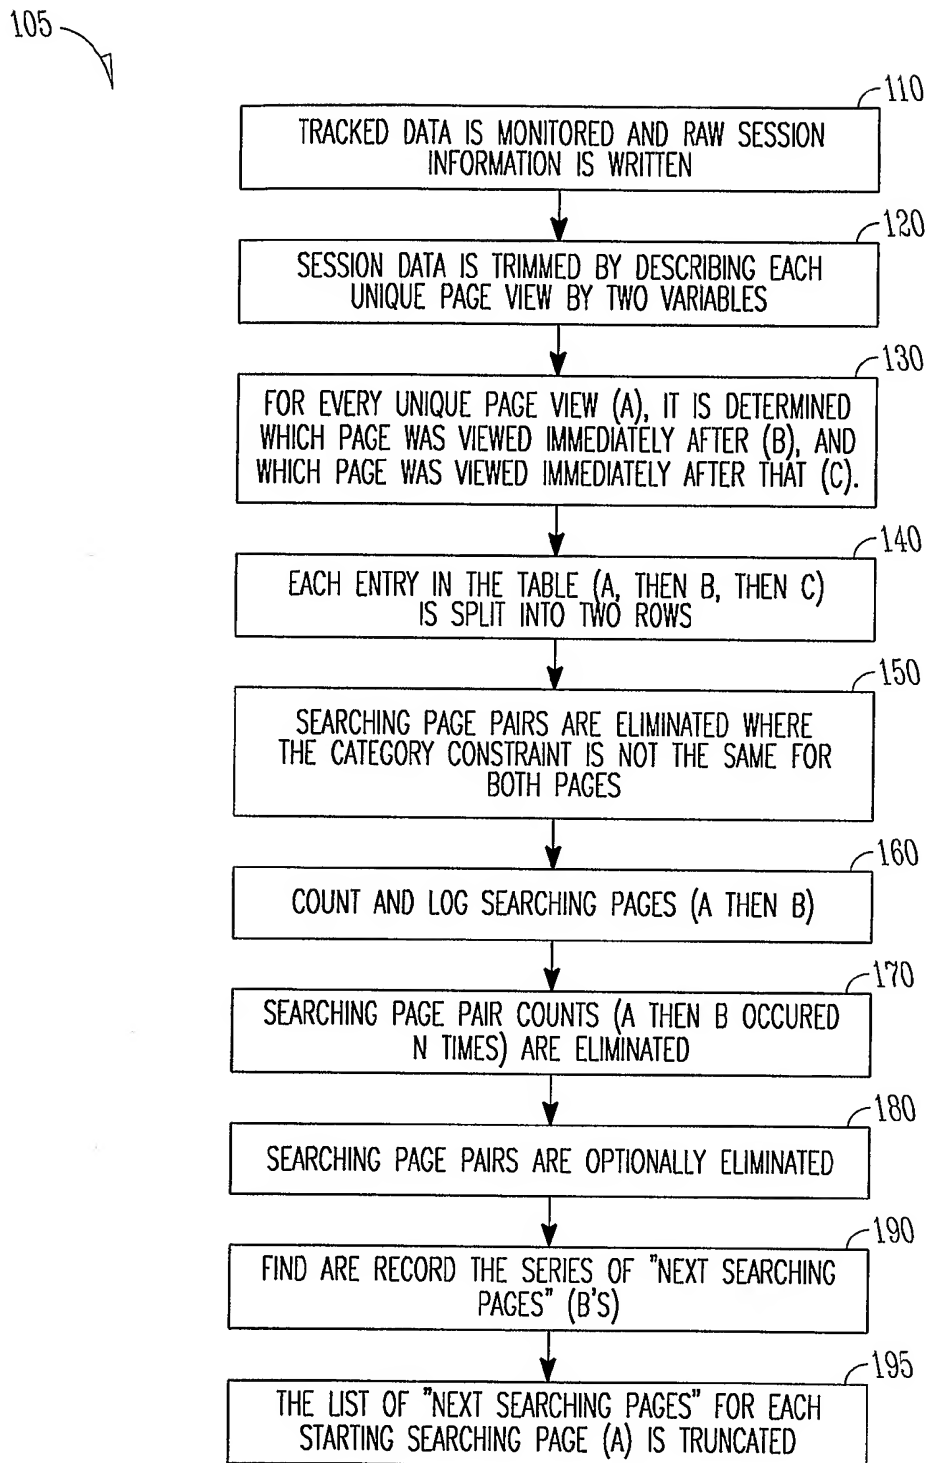 105
110
TRACKED DATA IS MONITORED AND RAW SESSION
INFORMATION IS WRITTEN
120
SESSION DATA IS TRIMMED BY DESCRIBING EACH
UNIQUE PAGE VIEW BY TWO VARIABLES
130
FOR EVERY UNIQUE PAGE VIEW (A), IT IS DETERMINED
WHICH PAGE WAS VIEWED IMMEDIATELY AFTER (B), AND
WHICH PAGE WAS VIEWED IMMEDIATELY AFTER THAT (C).
140
EACH ENTRY IN THE TABLE (A, THEN B, THEN C)
IS SPLIT INTO TWO ROWS
150
SEARCHING PAGE PAIRS ARE ELIMINATED WHERE
THE CATEGORY CONSTRAINT IS NOT THE SAME FOR
BOTH PAGES
160
COUNT AND LOG SEARCHING PAGES (A THEN B)
170
SEARCHING PAGE PAIR COUNTS (A THEN B OCCURED
N TIMES) ARE ELIMINATED
180
SEARCHING PAGE PAIRS ARE OPTIONALLY ELIMINATED
190
FIND ARE RECORD THE SERIES OF "NEXT SEARCHING
PAGES" (B'S)
195
THE LIST OF "NEXT SEARCHING PAGES" FOR EACH
STARTING SEARCHING PAGE (A) IS TRUNCATED